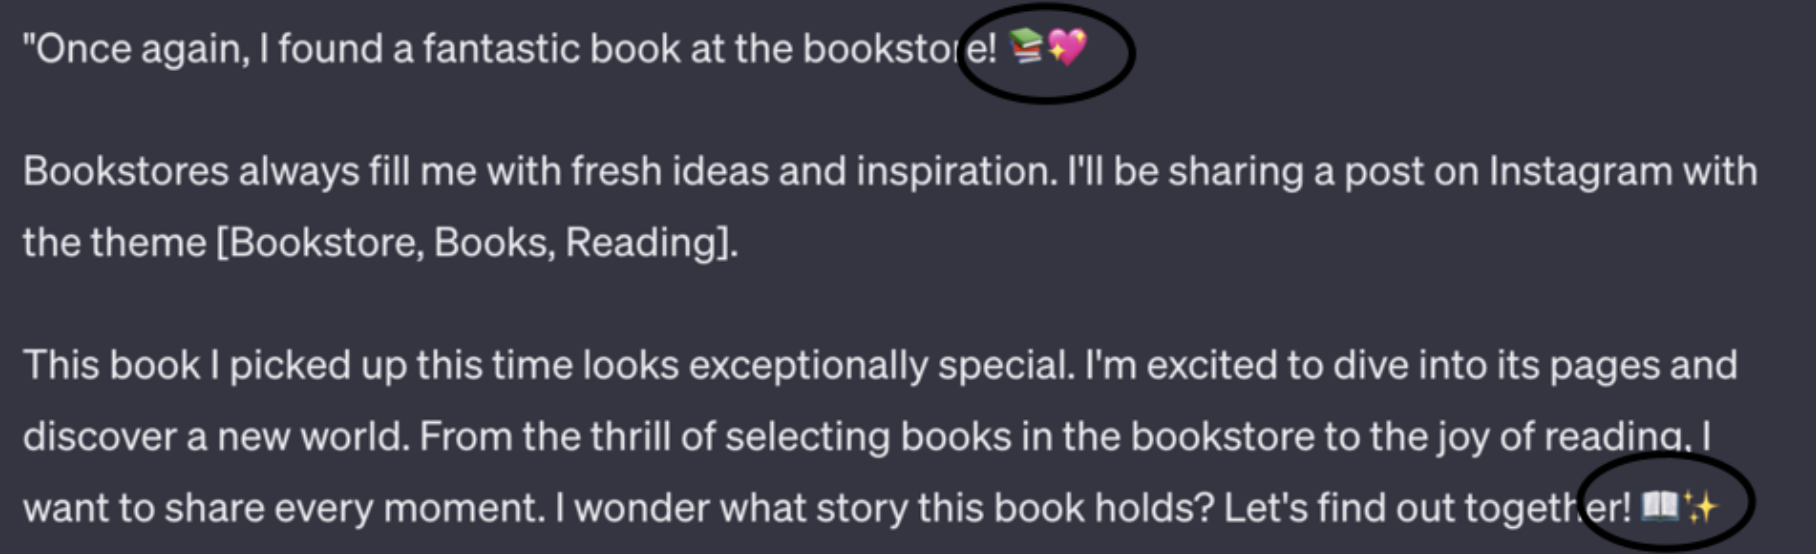 "Once again, I found a fantastic book at the bookstore! 📚💖
Bookstores always fill me with fresh ideas and inspiration. I'll be sharing a post on Instagram with
the theme [Bookstore, Books, Reading].
This book I picked up this time looks exceptionally special. I'm excited to dive into its pages and
discover a new world. From the thrill of selecting books in the bookstore to the joy of reading, I
want to share every moment. I wonder what story this book holds? Let's find out together! 📖✨